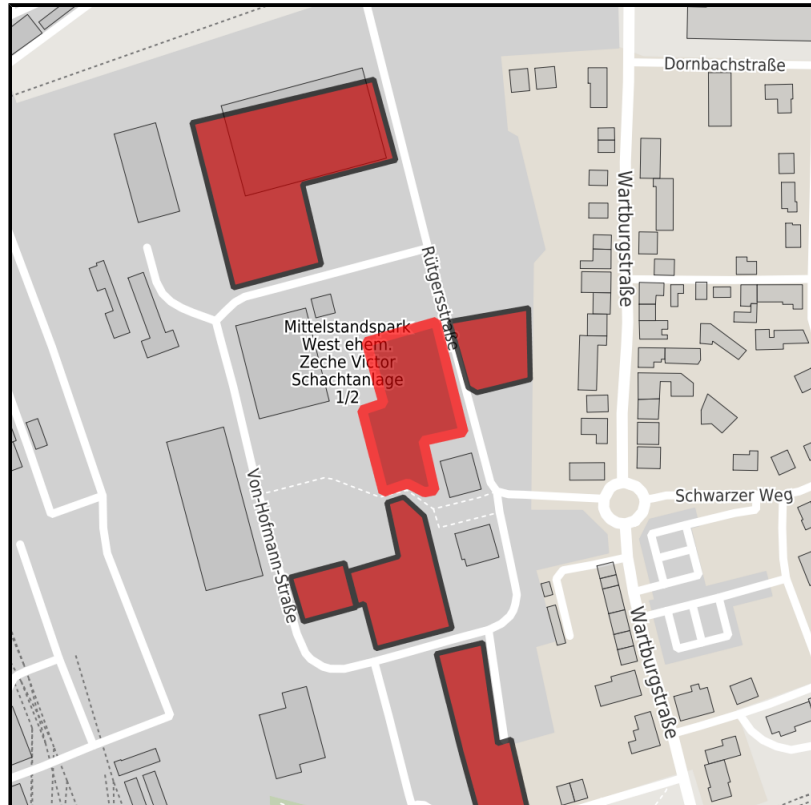 Dornbachstraße
Wartburgstraße
Rütgersstraße
Mittelstandspark
West ehem.
Zeche Victor
Schachtanlage
1/2
Schwarzer Weg
Von-Hofmann-Straße
Wartburgstraße